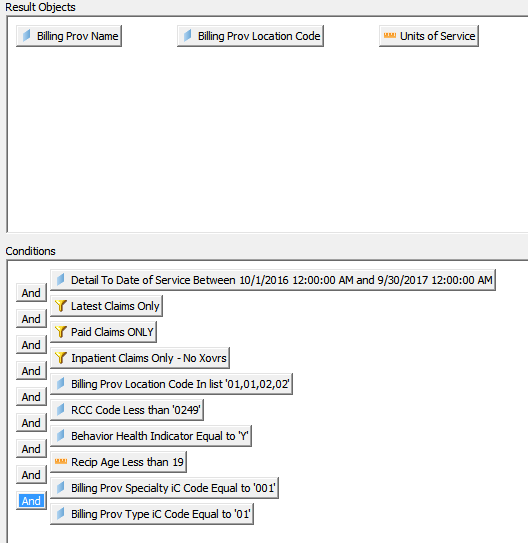 Result Objects
Billing Prov Name Billing Prov Location Code Units of Service
Conditions
Detail To Date of Service Between 10/1/2016 12:00:00 AM and 9/30/2017 12:00:00 AM
And
Latest Claims Only
And
Paid Claims ONLY
And
Inpatient Claims Only - No Xovrs
And
Billing Prov Location Code In list '01,01,02,02'
And
RCC Code Less than '0249'
And
Behavior Health Indicator Equal to 'Y'
And
Recip Age Less than 19
And
Billing Prov Specialty iC Code Equal to '001'
And
Billing Prov Type iC Code Equal to '01'